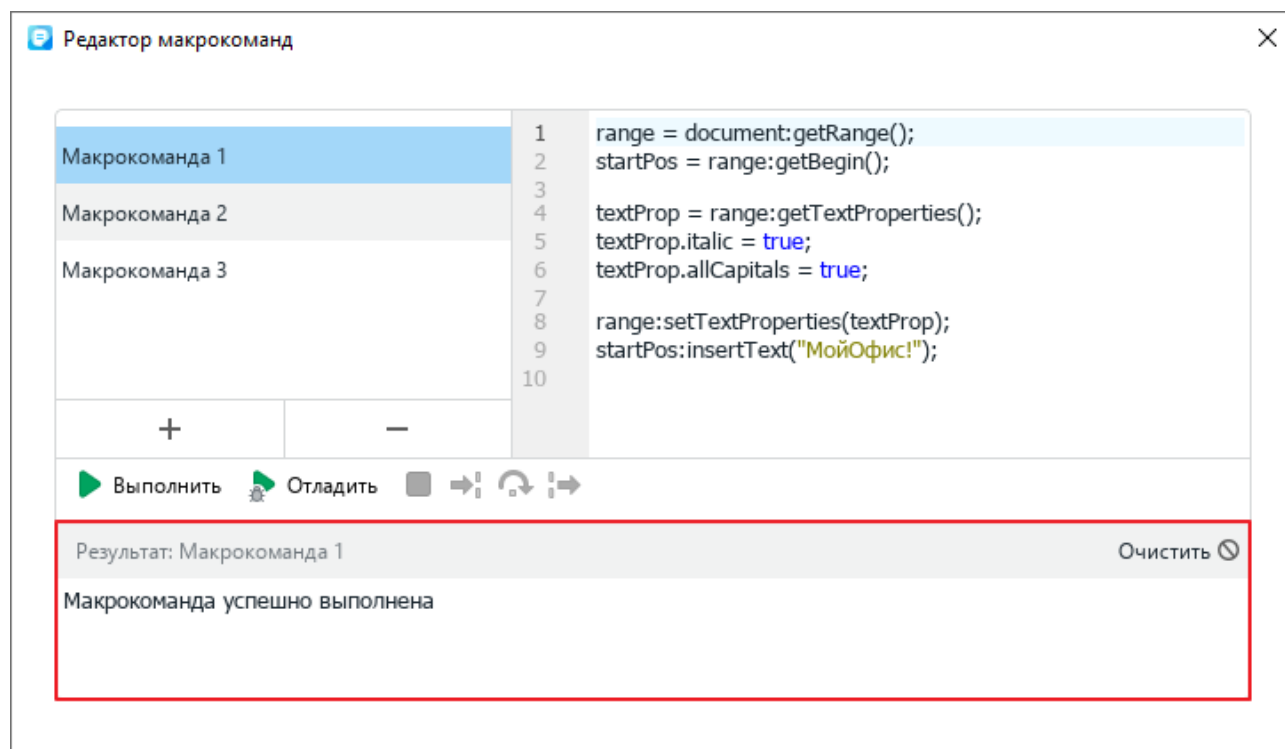 Редактор макрокоманд
Макрокоманда 1
Макрокоманда 2
Макрокоманда 3
1 range = document:getRange();
2 startPos = range:getBegin();
3
4 textProp = range:getTextProperties();
5 textProp.italic = true;
6 textProp.allCapitals = true;
7
8 range:setTextProperties(textProp);
9 startPos:insertText("МойОфис!");
10
+ −
Выполнить Отладить
Результат: Макрокоманда 1 Очистить
Макрокоманда успешно выполнена